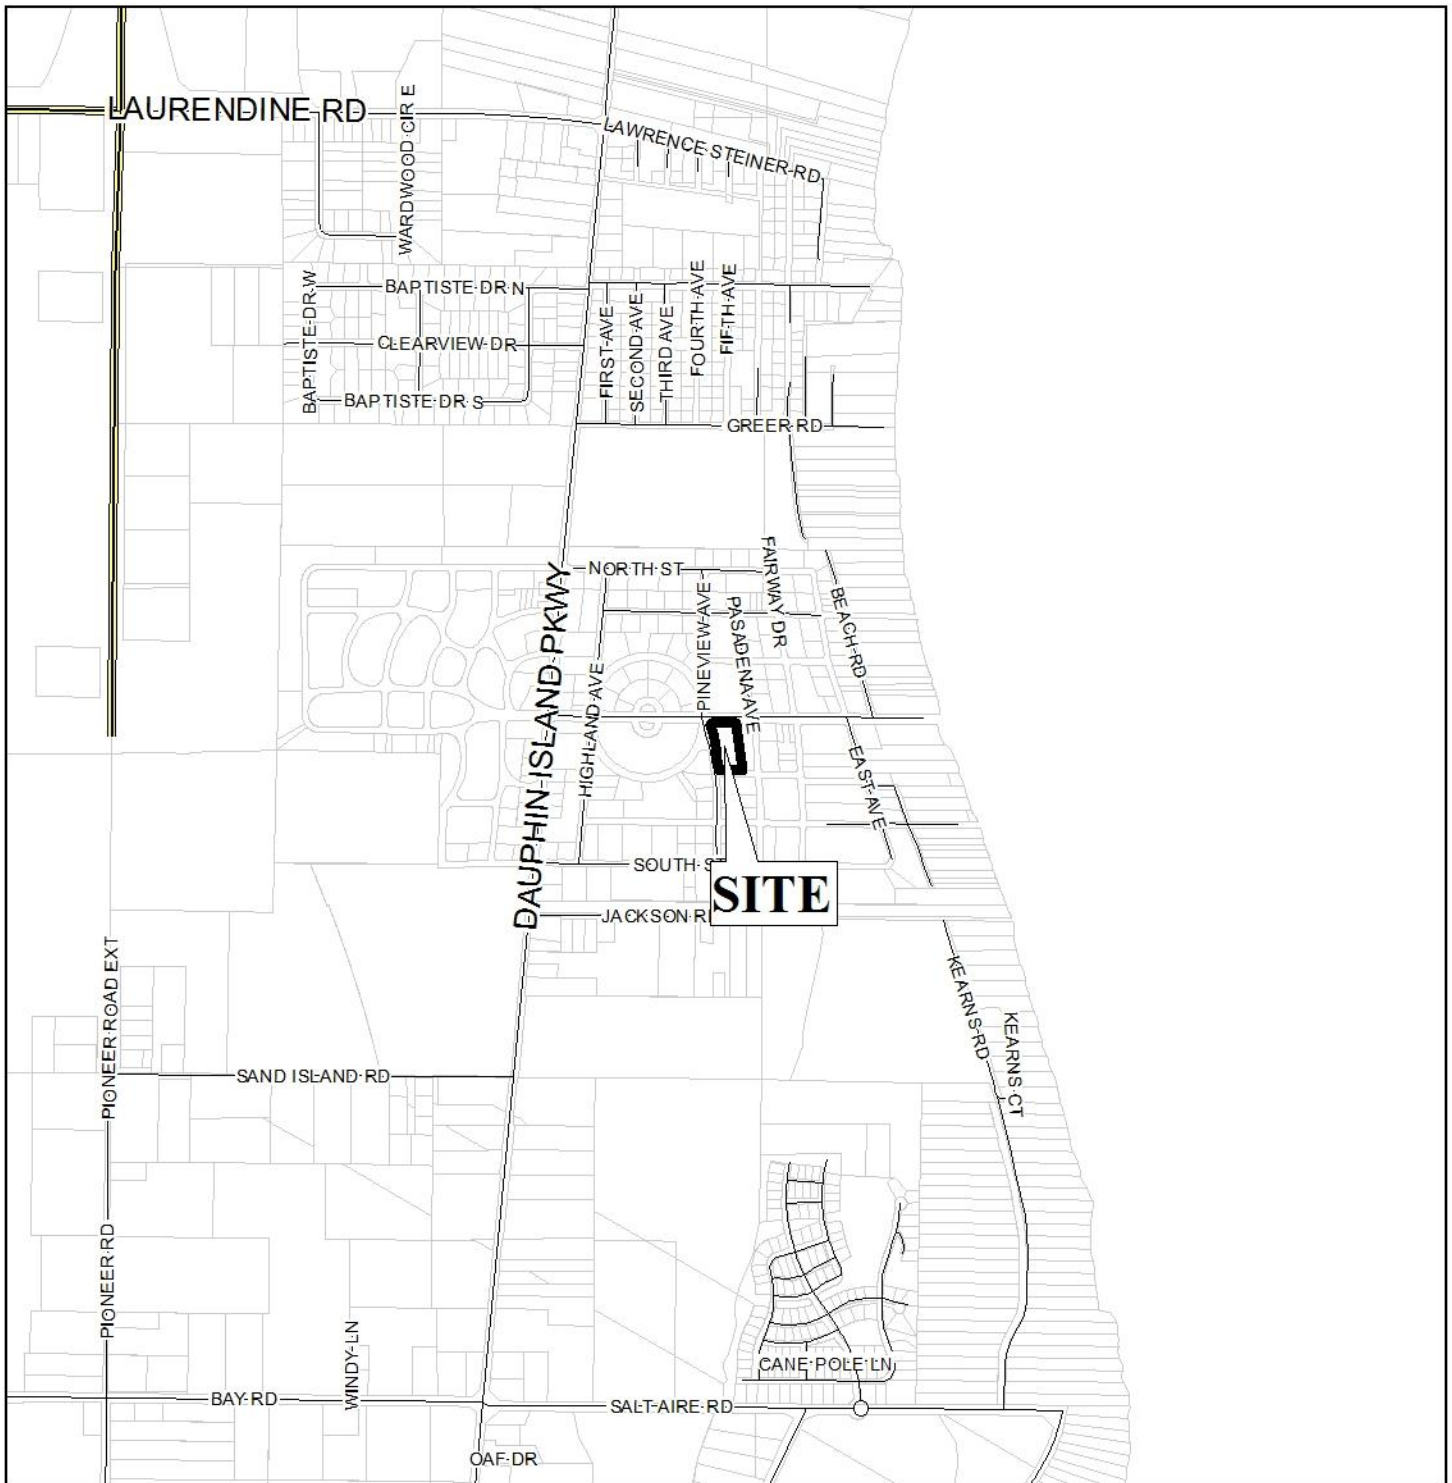 LAURENDINE RD
WARDWOOD CIR E
LAWRENCE STEINER RD
BAPTISTE DR W
BAPTISTE DR N
CLEARVIEW DR
BAPTISTE DR S
FIRST AVE
SECOND AVE
THIRD AVE
FOURTH AVE
FIFTH AVE
GREER RD
NORTH ST
FAIRWAY DR
PINEVIEW AVE
PASADENA AVE
BEACH RD
DAUPHIN ISLAND PKWY
HIGHLAND AVE
EAST AVE
SOUTH S
SITE
JACKSON R
PIONEER ROAD EXT
KEARNS RD
KEARNS CT
SAND ISLAND RD
PIONEER RD
WINDY LN
CANE POLE LN
BAY RD
SALT AIRE RD
OAF DR